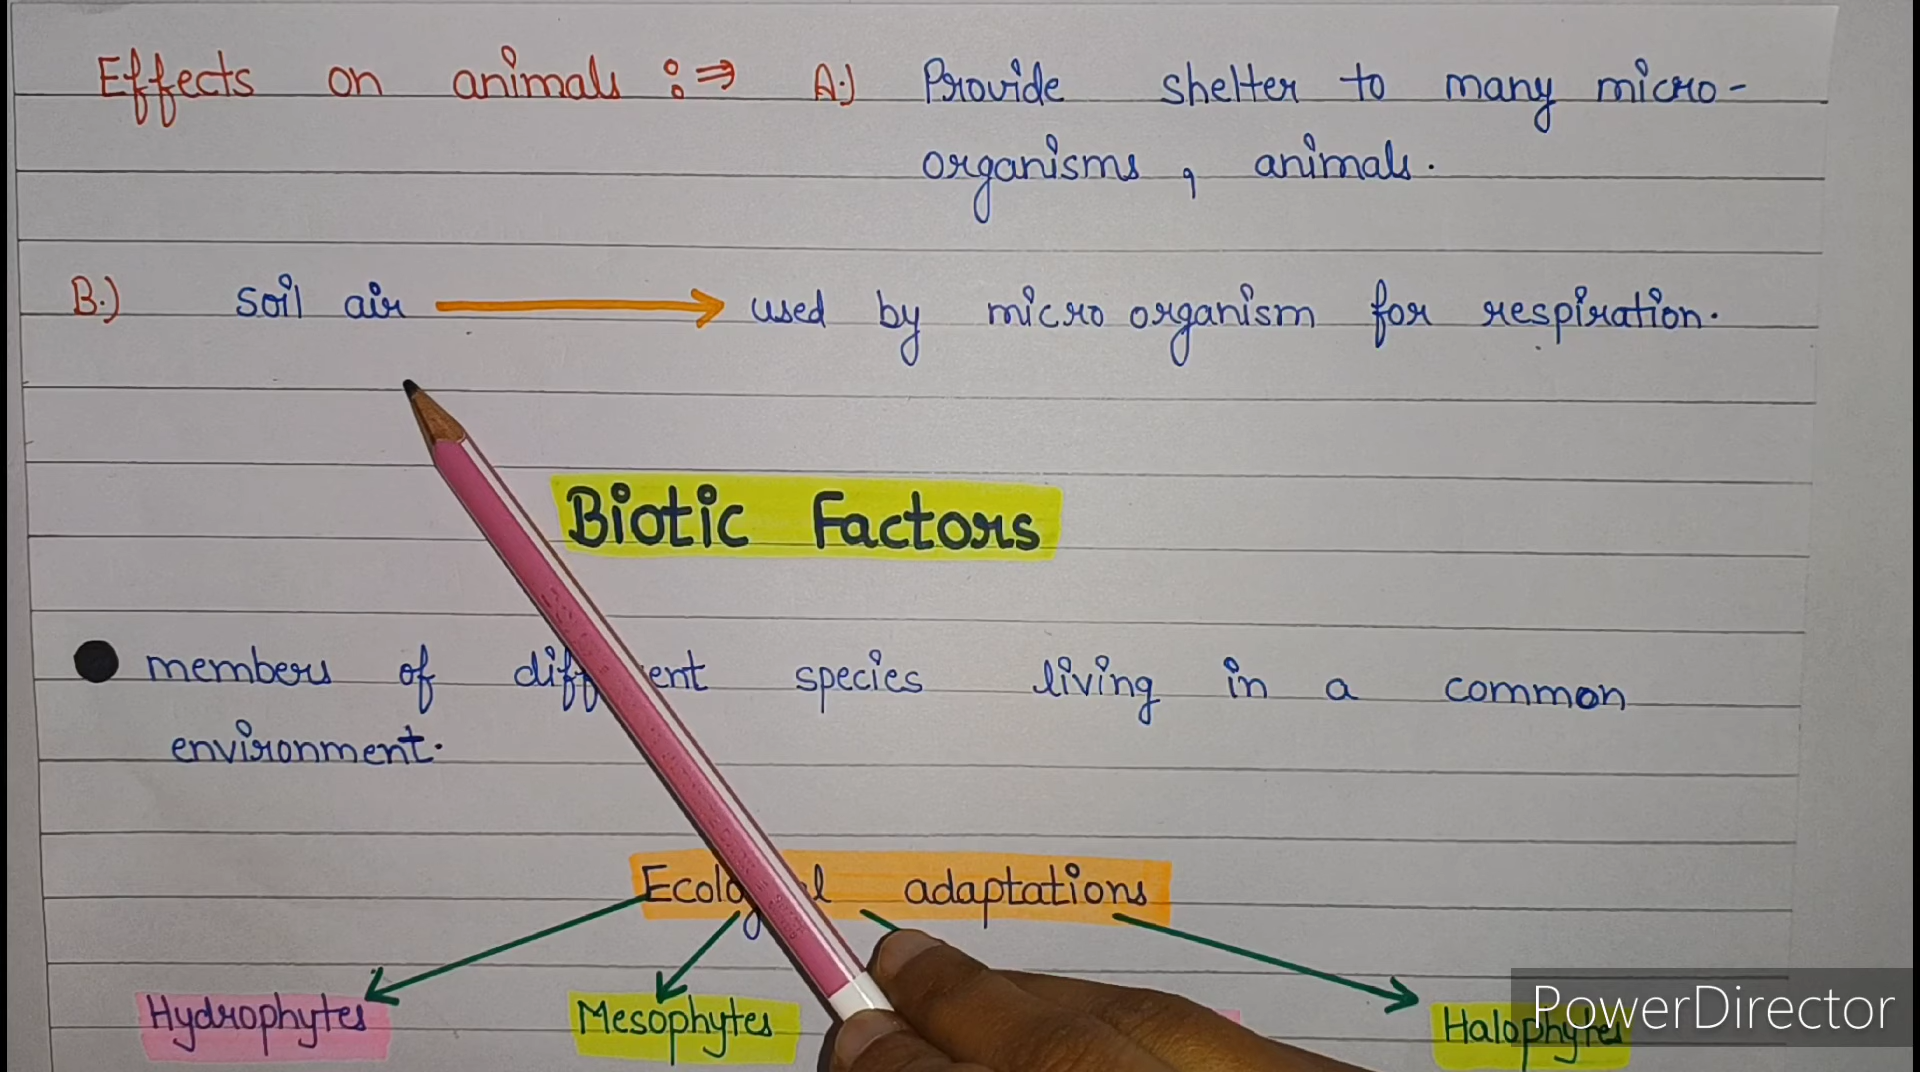 Effects on animals :⇒ A.) Provide shelter to many micro-
organisms, animals.
B.) Soil air → used by micro organism for respiration.
Biotic Factors
● members of different species living in a common
environment.
Ecological adaptations
Hydrophytes Mesophytes Halophytes
PowerDirector